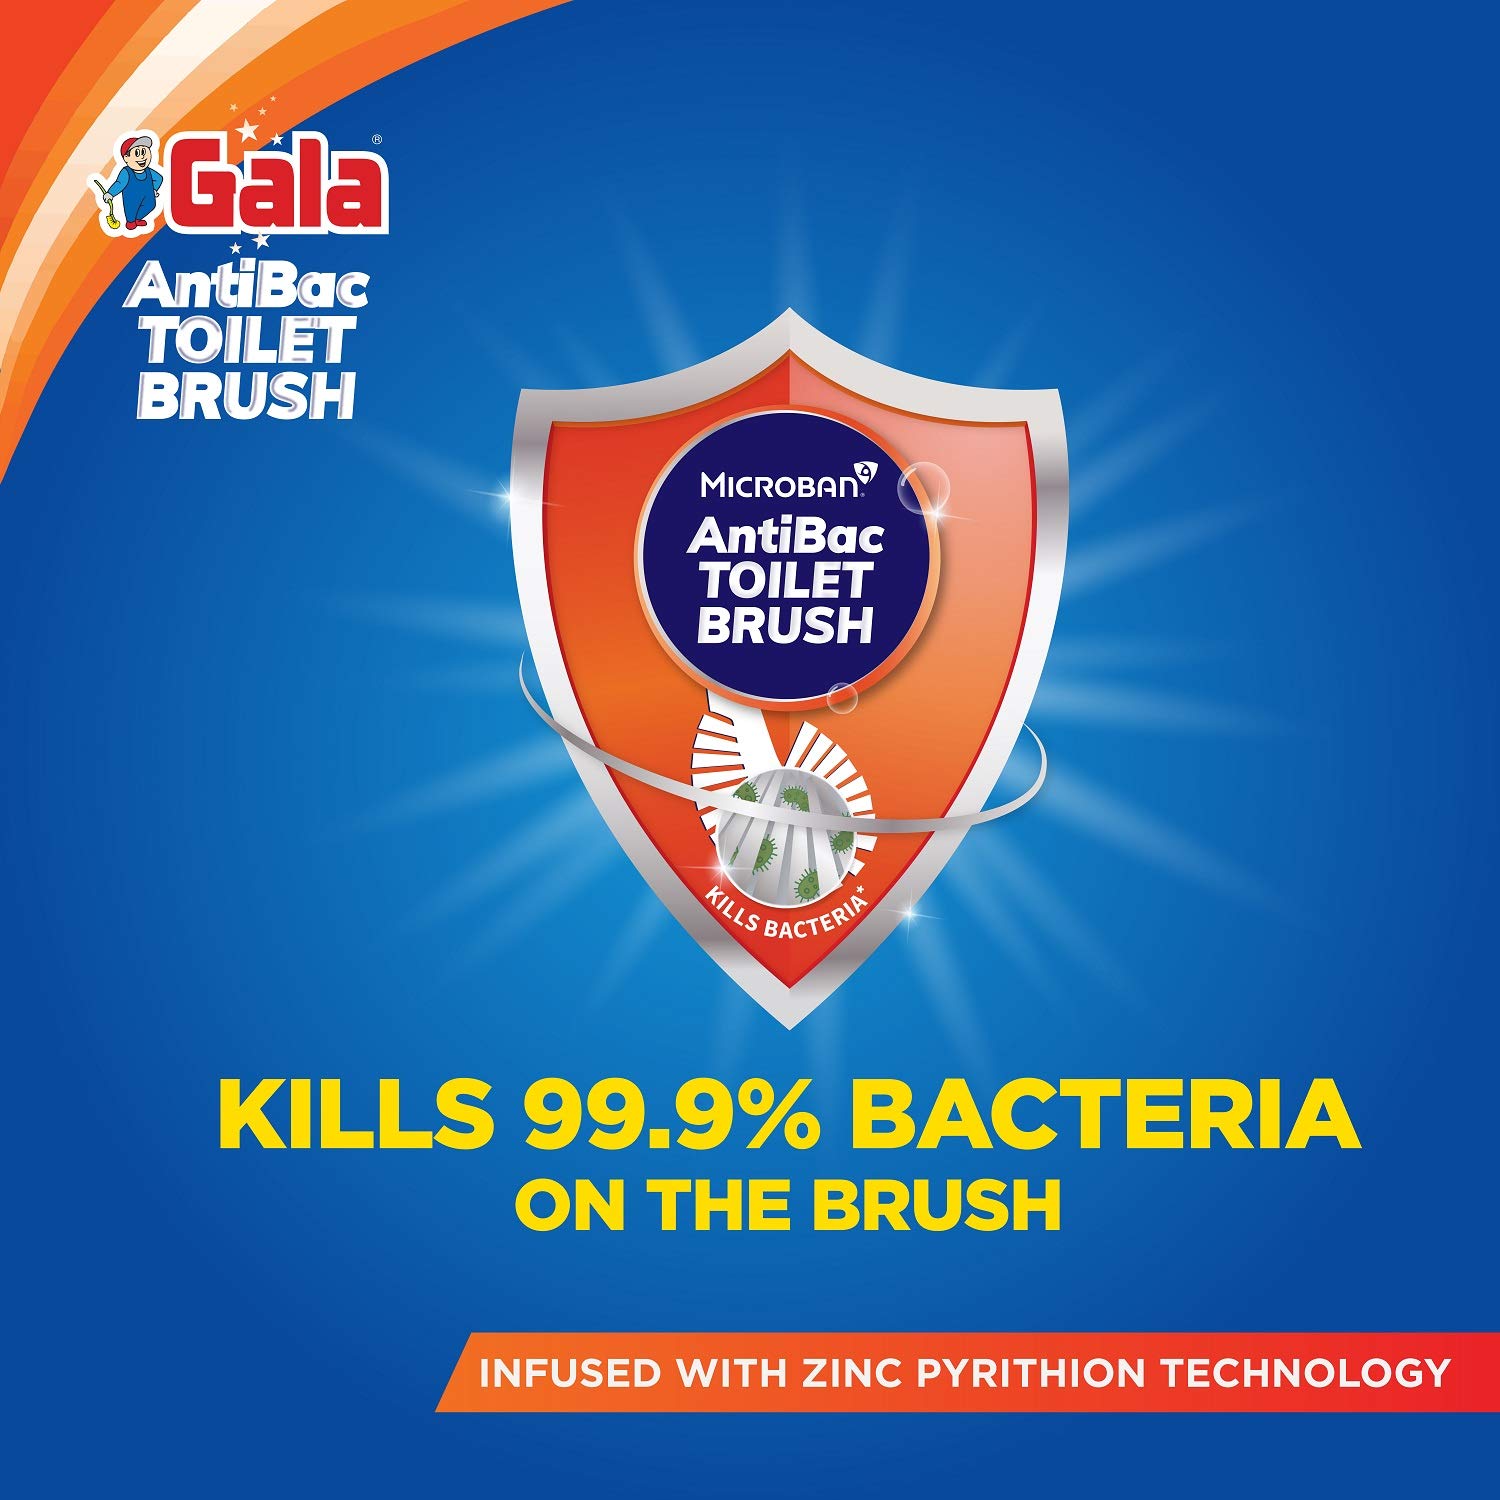 Gala®
AntiBac
TOILET
BRUSH
MICROBAN®
AntiBac
TOILET
BRUSH
KILLS BACTERIA*
KILLS 99.9% BACTERIA
ON THE BRUSH
INFUSED WITH ZINC PYRITHION TECHNOLOGY